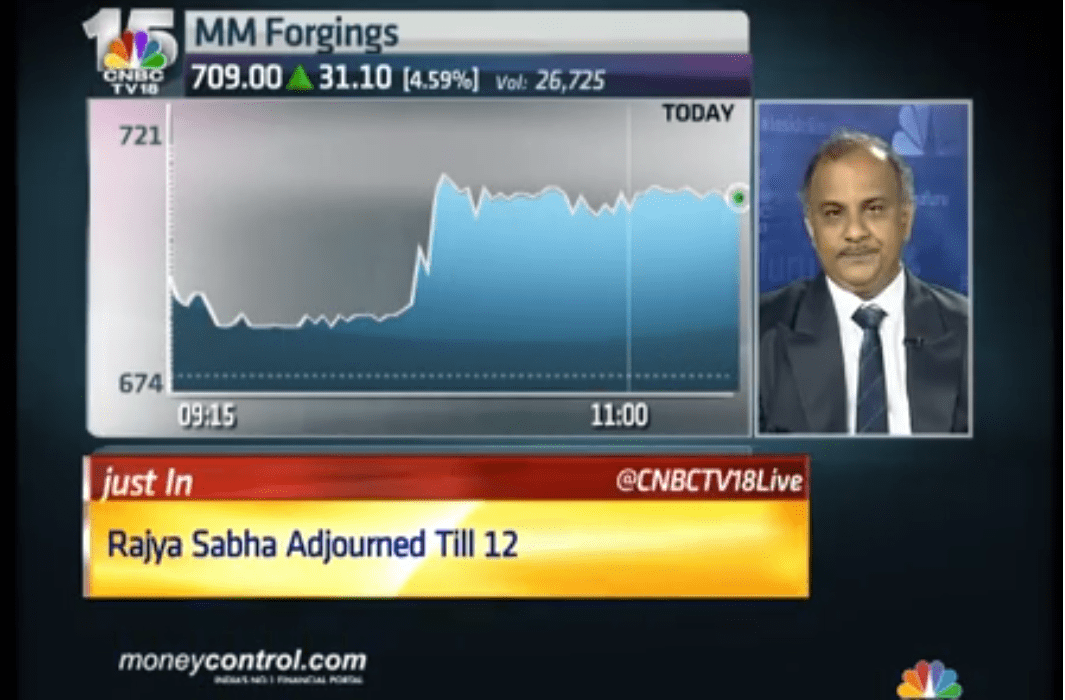 15
CNBC
TV18
MM Forgings
709.00 ▲ 31.10 [4.59%] Vol: 26,725
TODAY
721
674
09:15 11:00
just In @CNBCTV18Live
Rajya Sabha Adjourned Till 12
moneycontrol.com
INDIA'S NO.1 FINANCIAL PORTAL